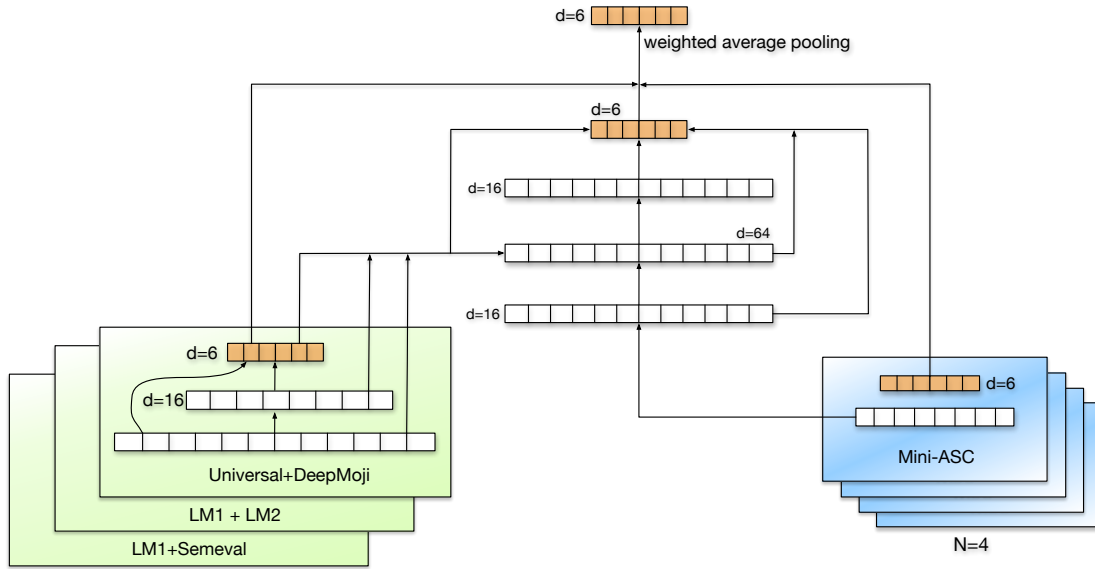 d=6
weighted average pooling
d=6
d=16
d=64
d=16
d=6
d=16
Universal+DeepMoji
LM1 + LM2
LM1+Semeval
d=6
Mini-ASC
N=4